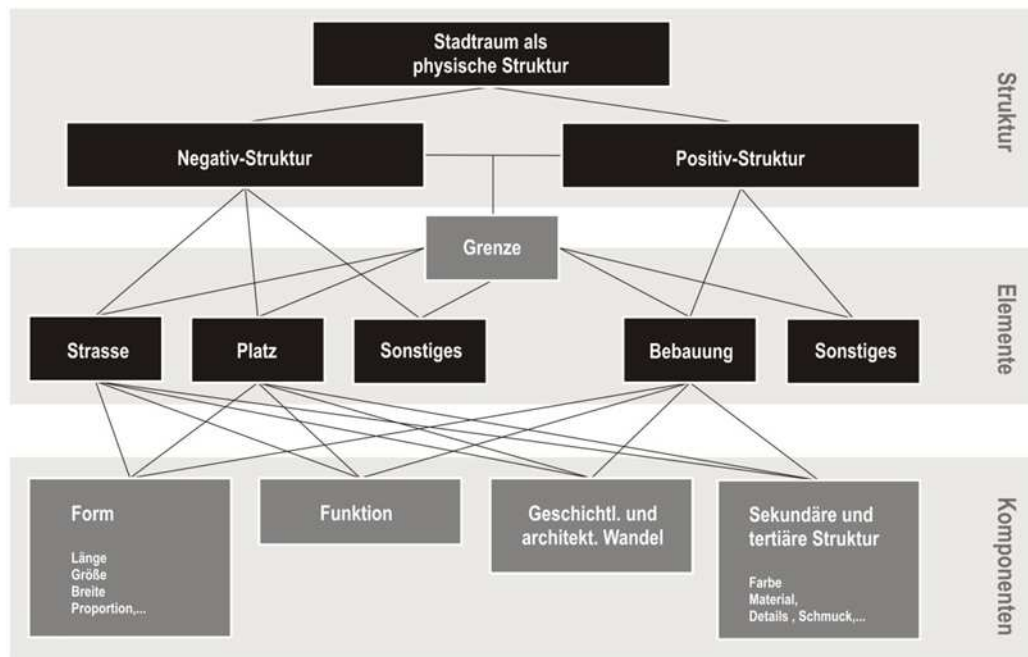 Stadtraum als
physische Struktur
Struktur
Negativ-Struktur
Positiv-Struktur
Grenze
Elemente
Strasse
Platz
Sonstiges
Bebauung
Sonstiges
Komponenten
Form
Länge
Größe
Breite
Proportion,...
Funktion
Geschichtl. und
architekt. Wandel
Sekundäre und
tertiäre Struktur
Farbe
Material,
Details , Schmuck,...